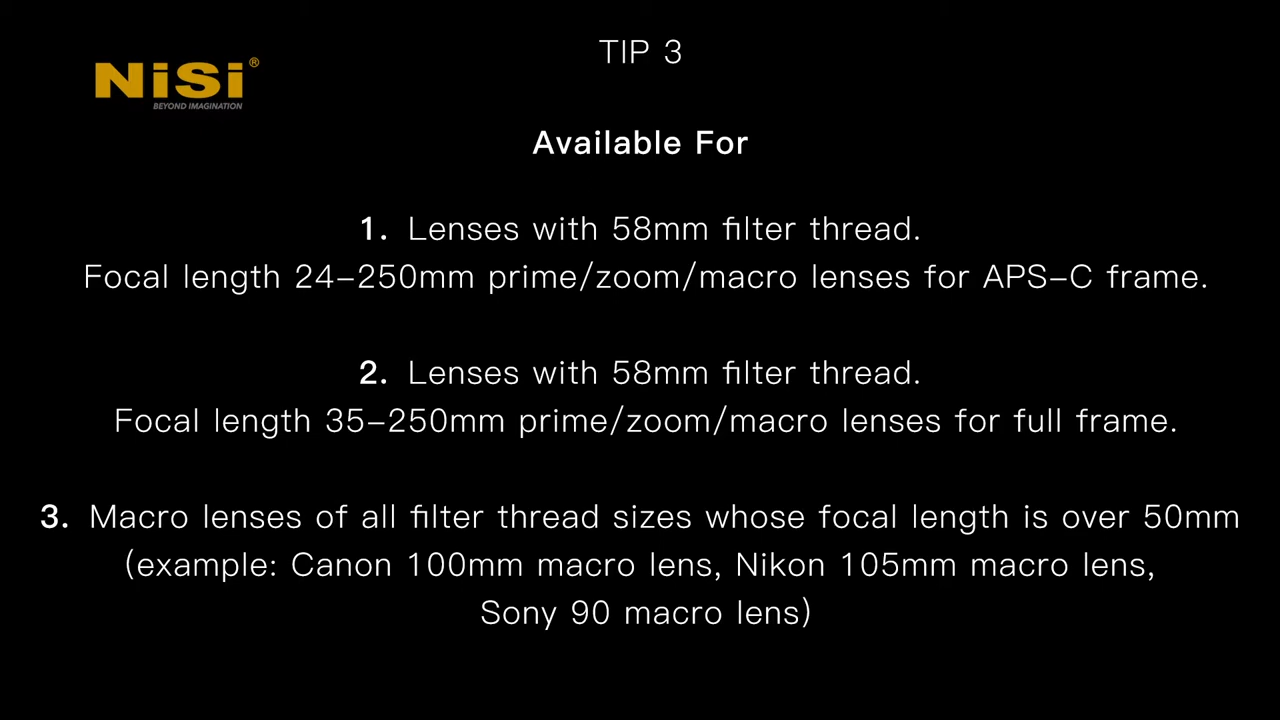 TIP 3
NiSi®
BEYOND IMAGINATION
Available For
1. Lenses with 58mm filter thread.
Focal length 24-250mm prime/zoom/macro lenses for APS-C frame.
2. Lenses with 58mm filter thread.
Focal length 35-250mm prime/zoom/macro lenses for full frame.
3. Macro lenses of all filter thread sizes whose focal length is over 50mm
(example: Canon 100mm macro lens, Nikon 105mm macro lens,
Sony 90 macro lens)